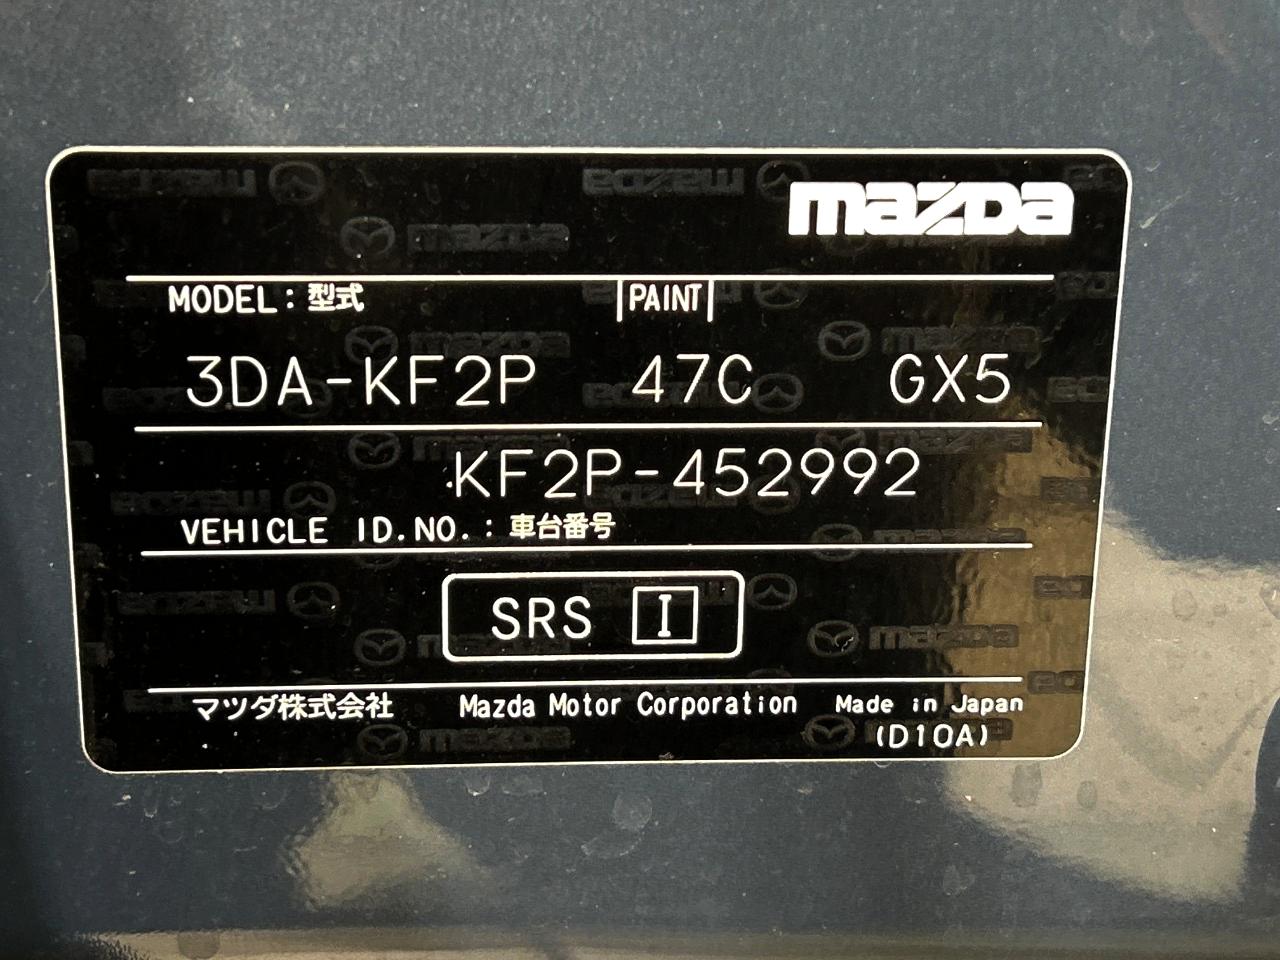 mazda
MODEL：型式 PAINT
3DA-KF2P 47C GX5
KF2P-452992
VEHICLE ID.NO.：車台番号
SRS I
マツダ株式会社 Mazda Motor Corporation Made in Japan
(D10A)